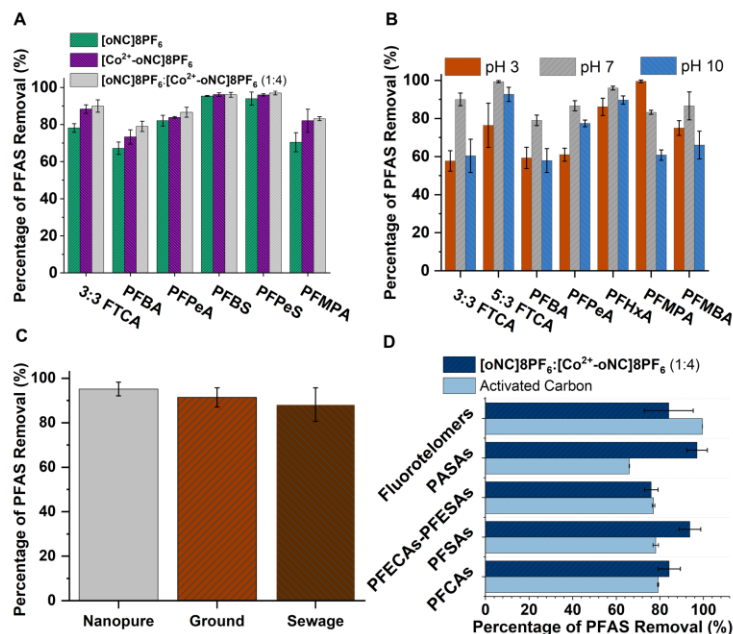 A
[oNC]8PF6
[Co2+-oNC]8PF6
[oNC]8PF6:[Co2+-oNC]8PF6 (1:4)
Percentage of PFAS Removal (%)
100
80
60
40
20
0
3:3 FTCA
PFBA
PFPeA
PFBS
PFPeS
PFMPA
B
pH 3
pH 7
pH 10
Percentage of PFAS Removal (%)
100
80
60
40
20
0
3:3 FTCA
5:3 FTCA
PFBA
PFPeA
PFHxA
PFMPA
PFMBA
C
Percentage of PFAS Removal (%)
100
80
60
40
20
0
Nanopure
Ground
Sewage
D
[oNC]8PF6:[Co2+-oNC]8PF6 (1:4)
Activated Carbon
Fluorotelomers
PASAs
PFECAs-PFESAs
PFSAs
PFCAs
0 20 40 60 80 100
Percentage of PFAS Removal (%)